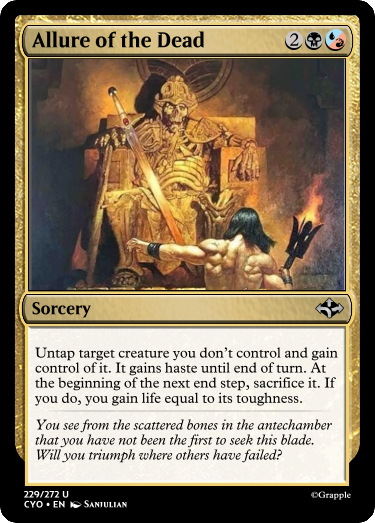 Allure of the Dead 2
Sorcery
Untap target creature you don't control and gain
control of it. It gains haste until end of turn. At
the beginning of the next end step, sacrifice it. If
you do, you gain life equal to its toughness.
You see from the scattered bones in the antechamber
that you have not been the first to seek this blade.
Will you triumph where others have failed?
229/272 U
CYO • EN Sanjulian
©Grapple